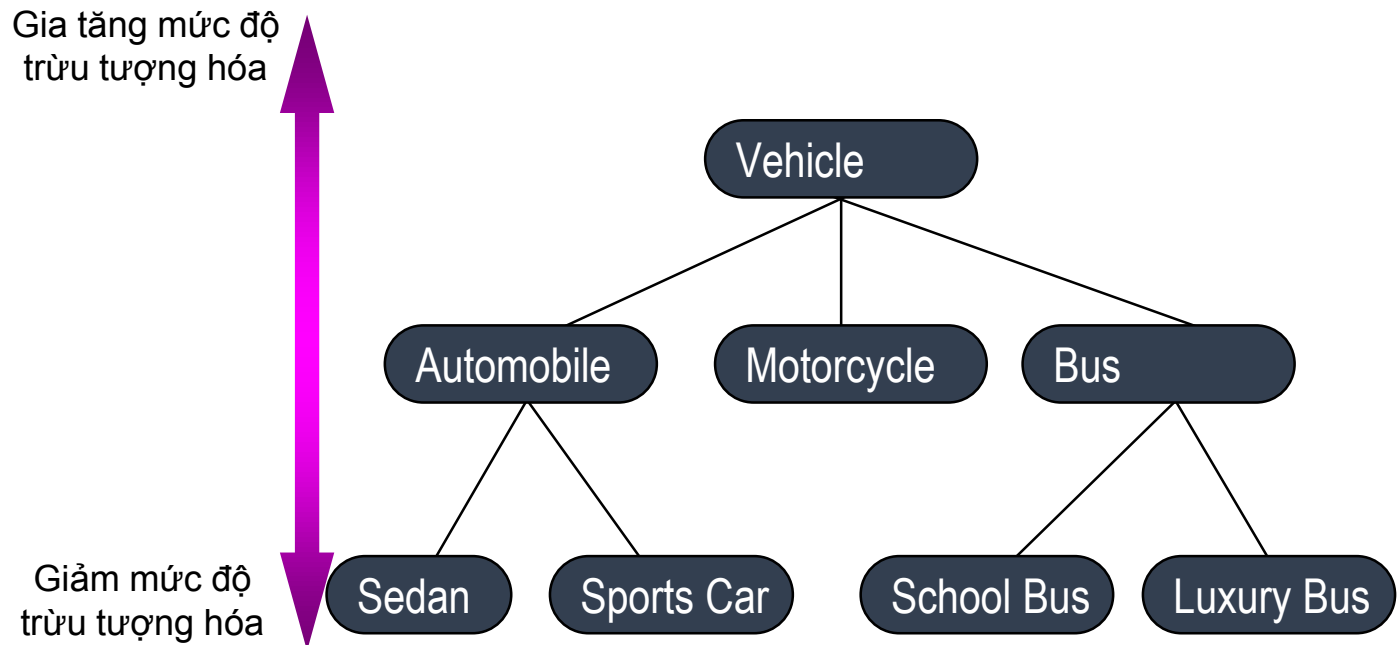 Gia tăng mức độ
trừu tượng hóa
Vehicle
Automobile
Motorcycle
Bus
Giảm mức độ
trừu tượng hóa
Sedan
Sports Car
School Bus
Luxury Bus